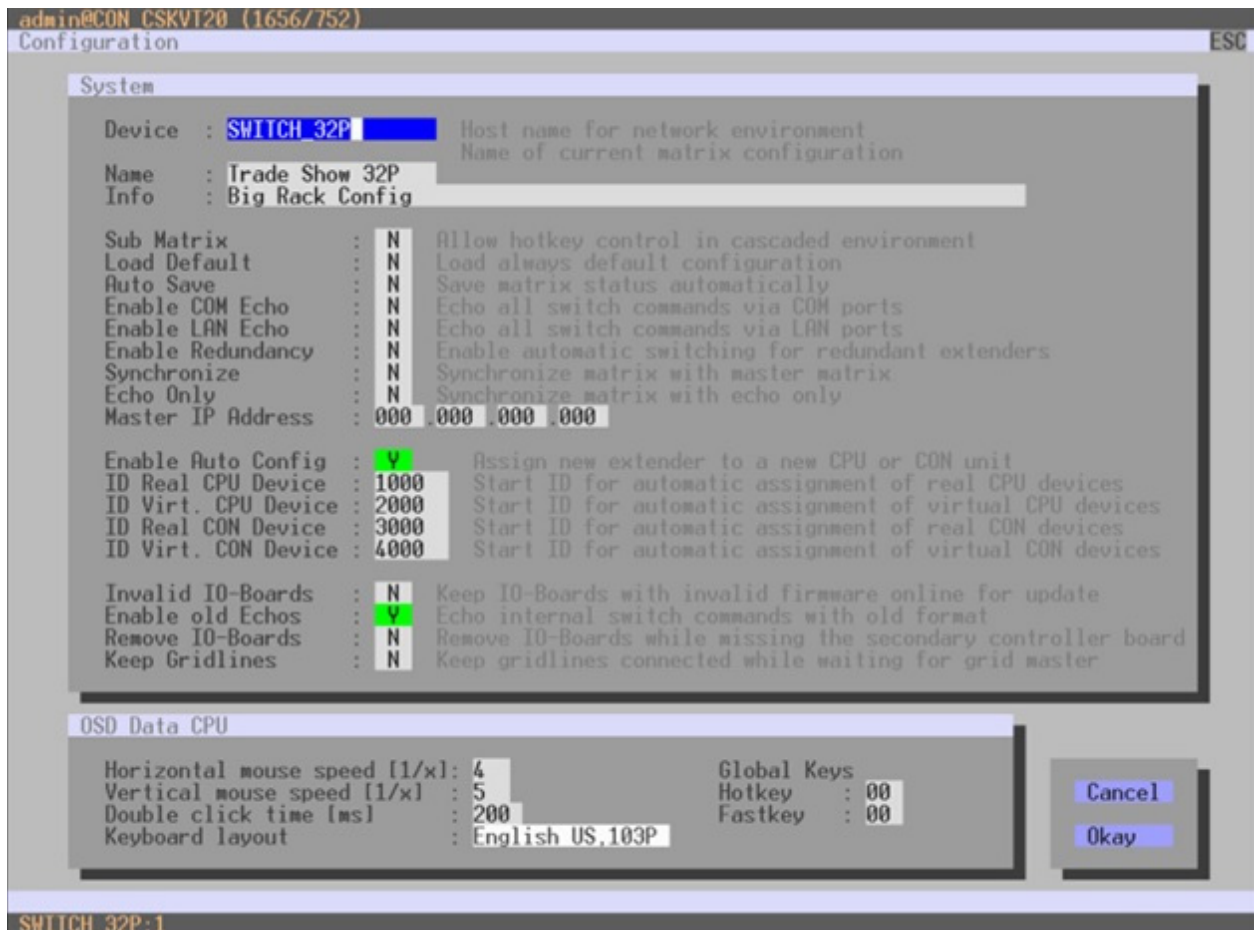 admin@CON_CSKVT20 (1656/752)
Configuration ESC
System
Device : SWITCH_32P Host name for network environment
Name of current matrix configuration
Name : Trade Show 32P
Info : Big Rack Config
Sub Matrix : N Allow hotkey control in cascaded environment
Load Default : N Load always default configuration
Auto Save : N Save matrix status automatically
Enable COM Echo : N Echo all switch commands via COM ports
Enable LAN Echo : N Echo all switch commands via LAN ports
Enable Redundancy : N Enable automatic switching for redundant extenders
Synchronize : N Synchronize matrix with master matrix
Echo Only : N Synchronize matrix with echo only
Master IP Address : 000 .000 .000 .000
Enable Auto Config : Y Assign new extender to a new CPU or CON unit
ID Real CPU Device : 1000 Start ID for automatic assignment of real CPU devices
ID Virt. CPU Device : 2000 Start ID for automatic assignment of virtual CPU devices
ID Real CON Device : 3000 Start ID for automatic assignment of real CON devices
ID Virt. CON Device : 4000 Start ID for automatic assignment of virtual CON devices
Invalid IO-Boards : N Keep IO-Boards with invalid firmware online for update
Enable old Echos : Y Echo internal switch commands with old format
Remove IO-Boards : N Remove IO-Boards while missing the secondary controller board
Keep Gridlines : N Keep gridlines connected while waiting for grid master
OSD Data CPU
Horizontal mouse speed [1/x]: 4 Global Keys
Vertical mouse speed [1/x] : 5 Hotkey : 00
Double click time [ms] : 200 Fastkey : 00
Keyboard layout : English US,103P
Cancel
Okay
SWITCH_32P:1